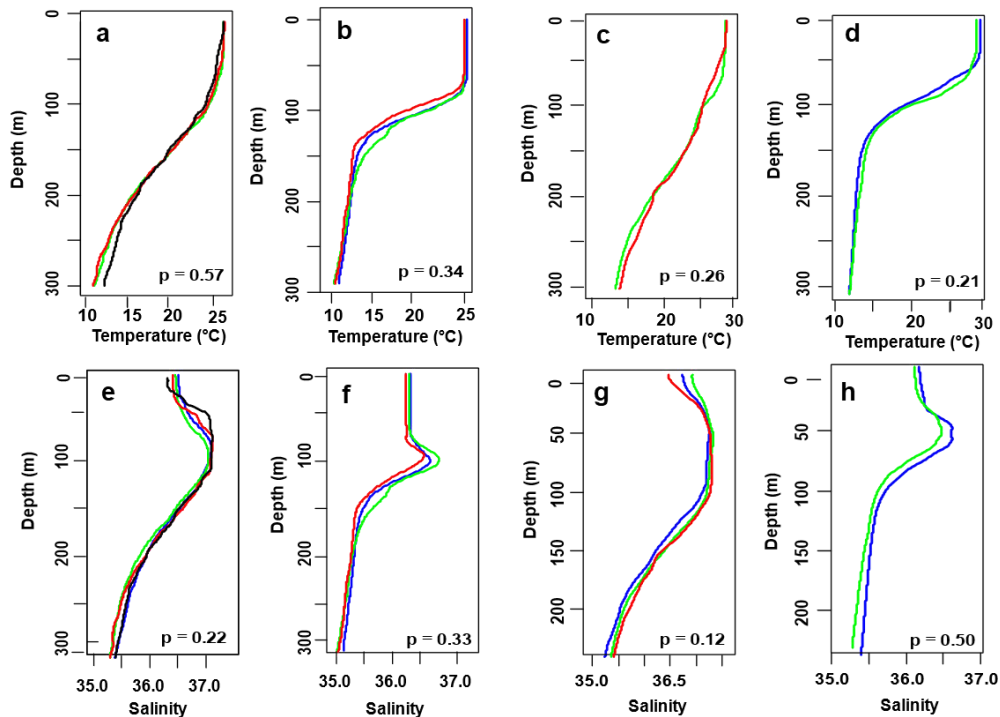 a
0
100
200
300
Depth (m)
p = 0.57
10 15 20 25
Temperature (°C)
b
0
100
200
300
Depth (m)
p = 0.34
10 15 20 25
Temperature (°C)
c
0
100
200
300
Depth (m)
p = 0.26
10 15 20 25 30
Temperature (°C)
d
0
100
200
300
Depth (m)
p = 0.21
10 15 20 25 30
Temperature (°C)
e
0
100
200
300
Depth (m)
p = 0.22
35.0 36.0 37.0
Salinity
f
0
100
200
300
Depth (m)
p = 0.33
35.0 36.0 37.0
Salinity
g
0
50
100
150
200
Depth (m)
p = 0.12
35.0 36.5
Salinity
h
0
50
100
150
200
Depth (m)
p = 0.50
35.0 36.0 37.0
Salinity